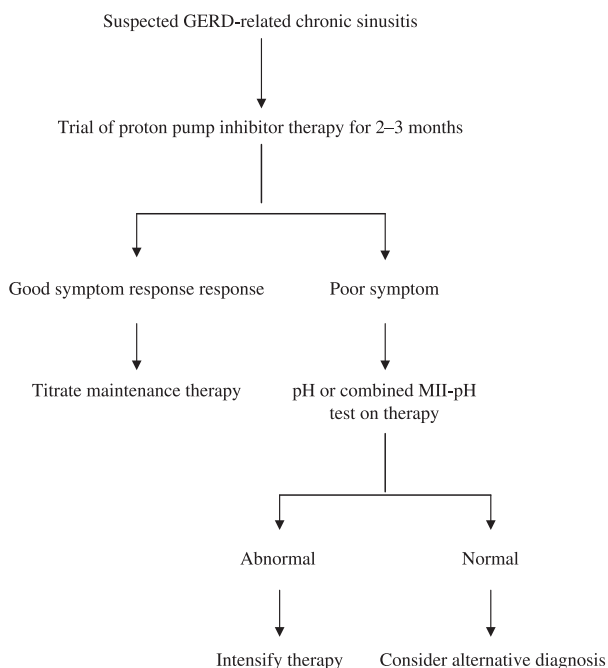 Suspected GERD-related chronic sinusitis
Trial of proton pump inhibitor therapy for 2–3 months
Good symptom response response
Poor symptom
Titrate maintenance therapy
pH or combined MII-pH
test on therapy
Abnormal
Normal
Intensify therapy
Consider alternative diagnosis